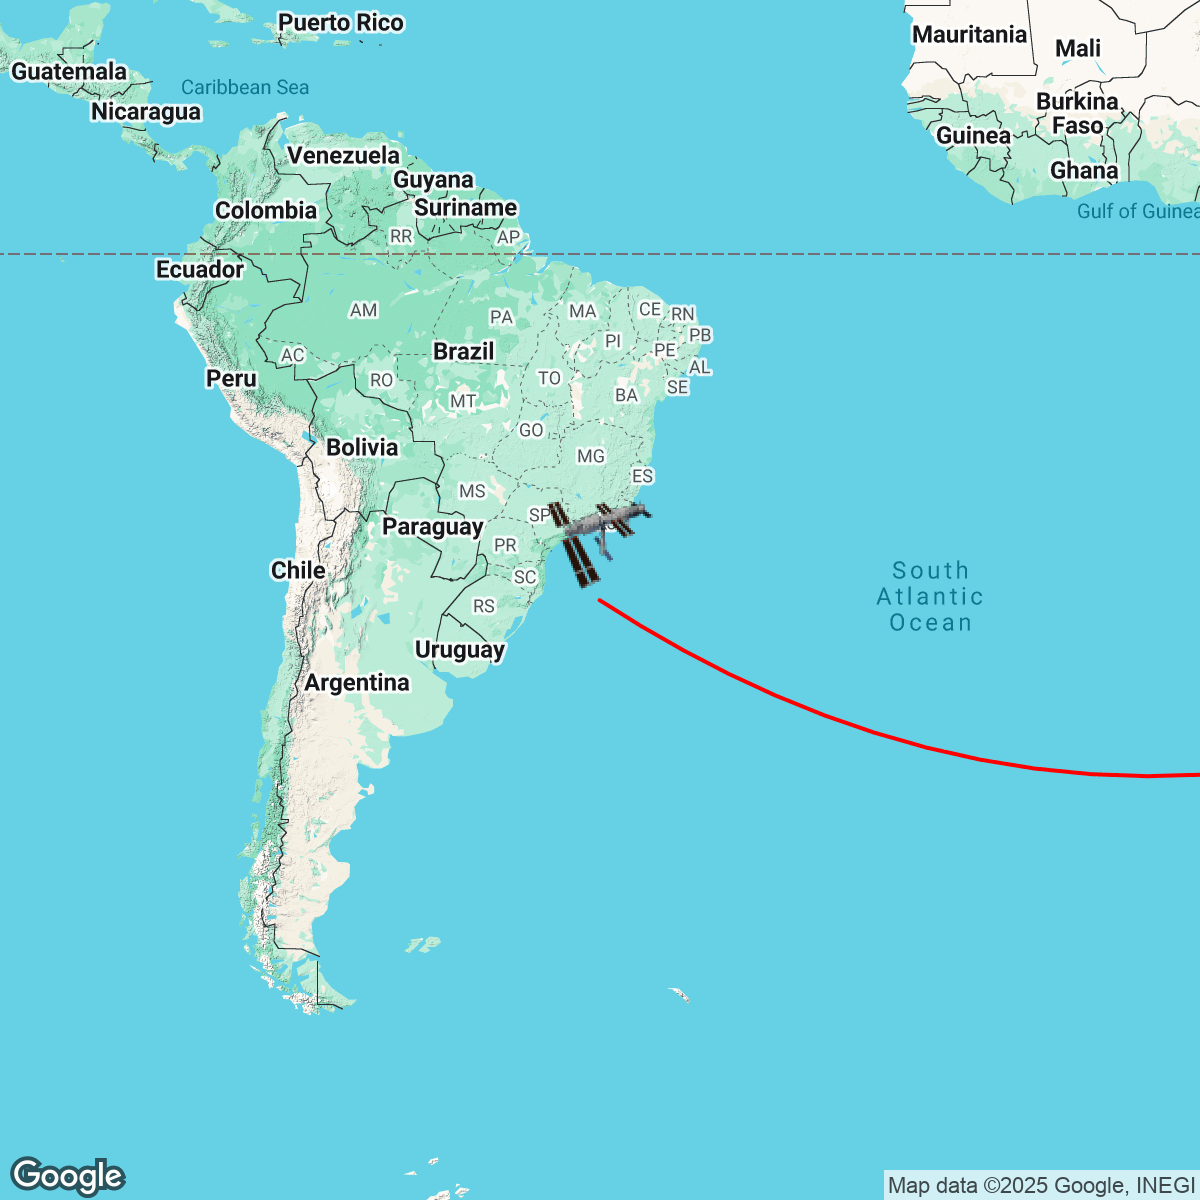 Puerto Rico
Mauritania
Mali
Guatemala
Caribbean Sea
Nicaragua
Burkina
Faso
Guinea
Venezuela
Ghana
Guyana
Colombia
Suriname
Gulf of Guinea
RR
AP
Ecuador
AM
PA
MA
CE
RN
PI
PB
Brazil
PE
AC
AL
Peru
RO
TO
SE
MT
BA
GO
Bolivia
MG
ES
MS
SP
Paraguay
PR
Chile
SC
South
Atlantic
Ocean
RS
Uruguay
Argentina
Google
Map data ©2025 Google, INEGI